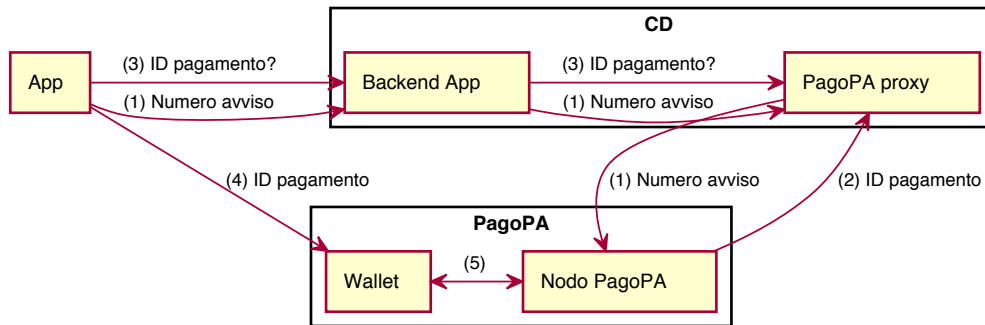 CD
App
(3) ID pagamento?
Backend App
(3) ID pagamento?
PagoPA proxy
(1) Numero avviso
(1) Numero avviso
(4) ID pagamento
(1) Numero avviso
(2) ID pagamento
PagoPA
Wallet
(5)
Nodo PagoPA